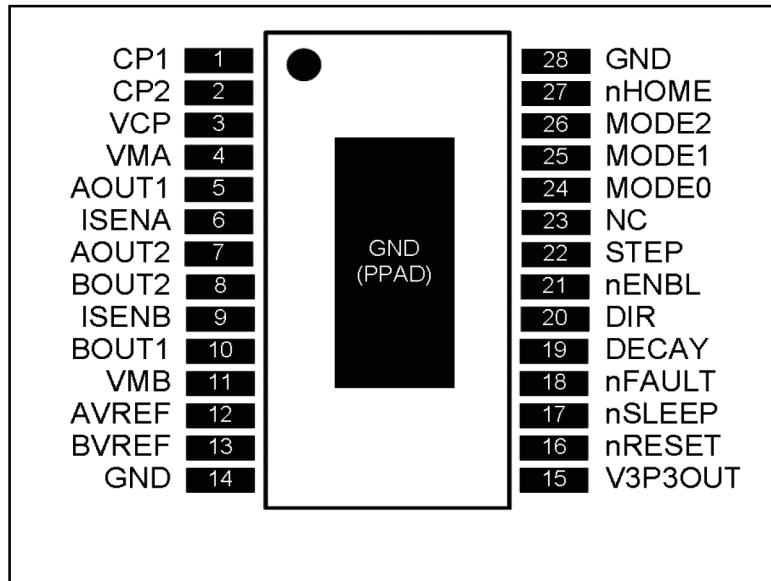 CP1 1 28 GND
CP2 2 27 nHOME
VCP 3 26 MODE2
VMA 4 25 MODE1
AOUT1 5 24 MODE0
ISENA 6 23 NC
AOUT2 7 22 STEP
BOUT2 8 21 nENBL
ISENB 9 20 DIR
BOUT1 10 19 DECAY
VMB 11 18 nFAULT
AVREF 12 17 nSLEEP
BVREF 13 16 nRESET
GND 14 15 V3P3OUT
GND
(PPAD)